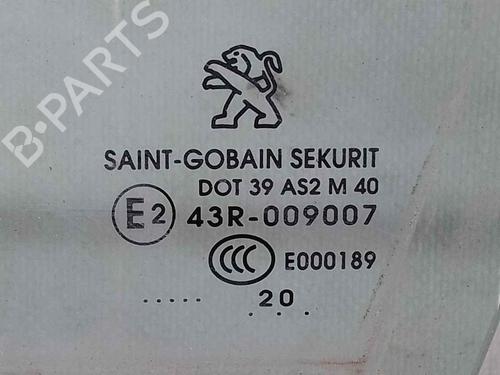 B-PARTS
SAINT-GOBAIN SEKURIT
DOT 39 AS2 M 40
E2 43R-009007
CCC E000189
..... 20
. ...